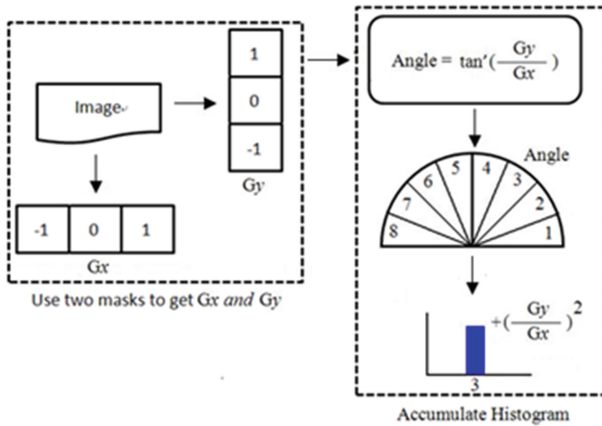 Image
1
0
-1
Gy
-1 0 1
Gx
Use two masks to get Gx and Gy
Angle = tan′(Gy/Gx)
Angle
1 2 3 4 5 6 7 8
+(Gy/Gx)2
3
Accumulate Histogram